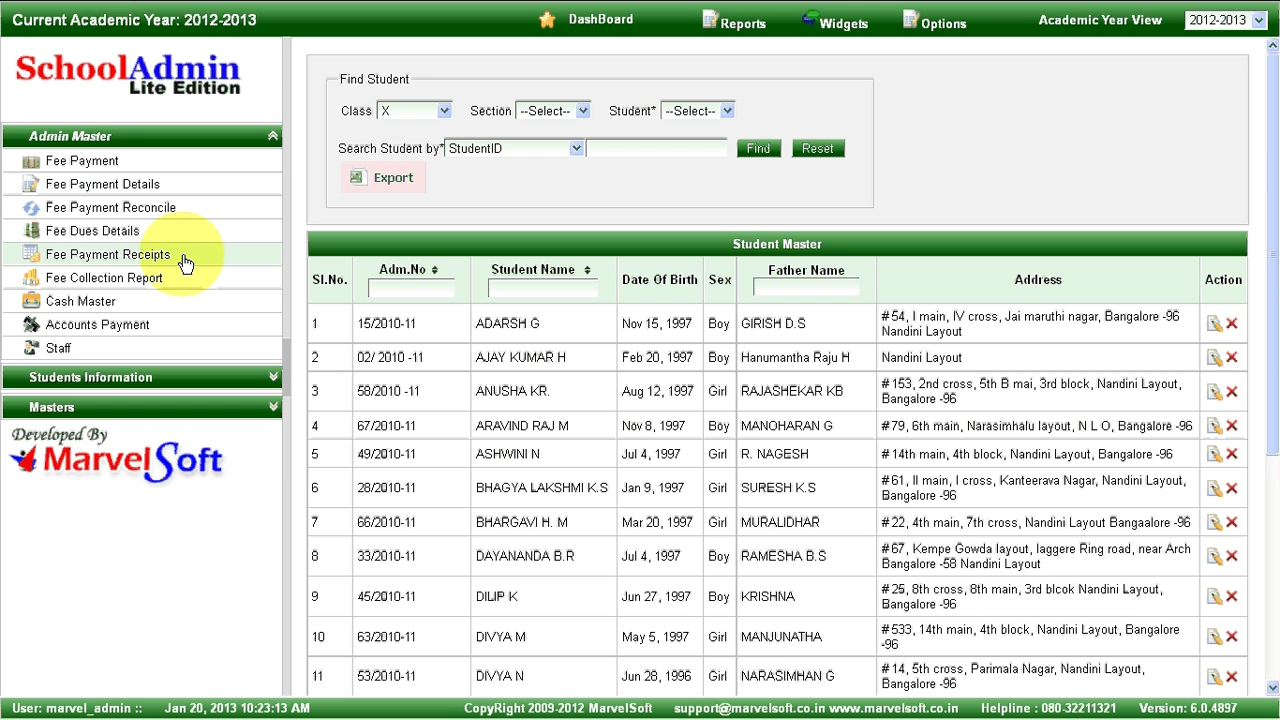 Current Academic Year: 2012-2013 DashBoard Reports Widgets Options Academic Year View 2012-2013
SchoolAdmin
Lite Edition
Admin Master
Fee Payment
Fee Payment Details
Fee Payment Reconcile
Fee Dues Details
Fee Payment Receipts
Fee Collection Report
Cash Master
Accounts Payment
Staff
Students Information
Masters
Developed By
MarvelSoft
Find Student
Class X Section --Select-- Student* --Select--
Search Student by* StudentID Find Reset
Export
Student Master
Sl.No. Adm.No Student Name Date Of Birth Sex Father Name Address Action
1 15/2010-11 ADARSH G Nov 15, 1997 Boy GIRISH D.S #54, I main, IV cross, Jai maruthi nagar, Bangalore -96
Nandini Layout
2 02/ 2010 -11 AJAY KUMAR H Feb 20, 1997 Boy Hanumantha Raju H Nandini Layout
3 58/2010 -11 ANUSHA KR. Aug 12, 1997 Girl RAJASHEKAR KB #153, 2nd cross, 5th B mai, 3rd block, Nandini Layout,
Bangalore -96
4 67/2010-11 ARAVIND RAJ M Nov 8, 1997 Boy MANOHARAN G #79, 6th main, Narasimhalu layout, N L O, Bangalore -96
5 49/2010-11 ASHWINI N Jul 4, 1997 Girl R. NAGESH # 14th main, 4th block, Nandini Layout, Bangalore -96
6 28/2010-11 BHAGYA LAKSHMI K.S Jan 9, 1997 Girl SURESH K.S #61, II main, I cross, Kanteerava Nagar, Nandini Layout,
Bangalore -96
7 66/2010-11 BHARGAVI H. M Mar 20, 1997 Girl MURALIDHAR # 22, 4th main, 7th cross, Nandini Layout Bangaalore -96
8 33/2010-11 DAYANANDA B.R Jul 4, 1997 Boy RAMESHA B.S #67, Kempe Gowda layout, laggere Ring road, near Arch
Bangalore -58 Nandini Layout
9 45/2010-11 DILIP K Jun 27, 1997 Boy KRISHNA # 25, 8th cross, 8th main, 3rd blcok Nandini Layout,
Bangalore -96
10 63/2010-11 DIVYA M May 5, 1997 Girl MANJUNATHA #533, 14th main, 4th block, Nandini Layout, Bangalore
-96
11 53/2010-11 DIVYA N Jun 28, 1996 Girl NARASIMHAN G # 14, 5th cross, Parimala Nagar, Nandini Layout,
Bangalore -96
User: marvel_admin :: Jan 20, 2013 10:23:13 AM CopyRight 2009-2012 MarvelSoft support@marvelsoft.co.in www.marvelsoft.co.in Helpline : 080-32211321 Version: 6.0.4897